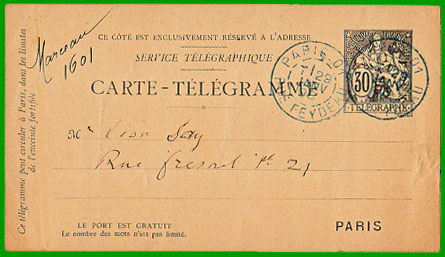 Marceau
1601
CE CÔTÉ EST EXCLUSIVEMENT RÉSERVÉ A L'ADRESSE
SERVICE TÉLÉGRAPHIQUE
CARTE-TÉLÉGRAMME
PARIS
FEYDEAU
30
TÉLÉGRAPHE
M Léon Say
Rue Fresnel N° 21
Ce télégramme peut circuler à Paris, dans les limites
de l'enceinte fortifiée
LE PORT EST GRATUIT
Le nombre des mots n'est pas limité.
PARIS